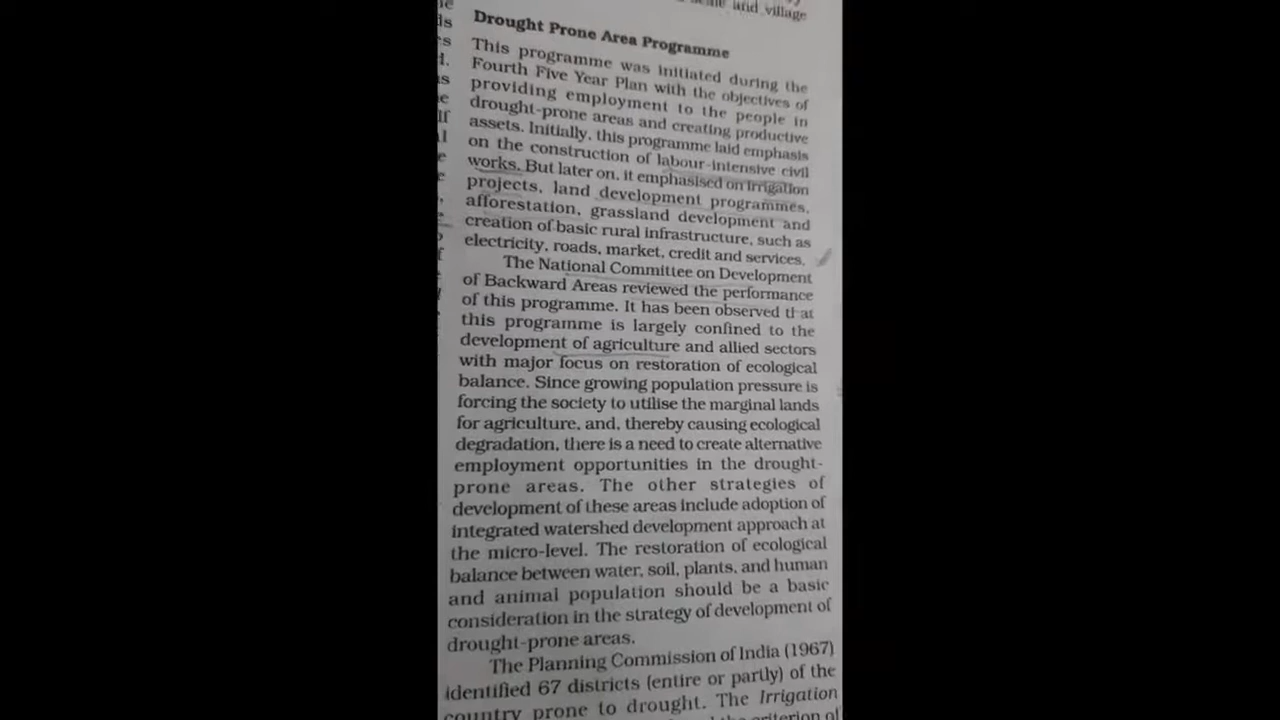 and village
Drought Prone Area Programme
This programme was initiated during the
Fourth Five Year Plan with the objectives of
providing employment to the people in
drought-prone areas and creating productive
assets. Initially, this programme laid emphasis
on the construction of labour-intensive civil
works. But later on, it emphasised on irrigation
projects, land development programmes,
afforestation, grassland development and
creation of basic rural infrastructure, such as
electricity, roads, market, credit and services.
The National Committee on Development
of Backward Areas reviewed the performance
of this programme. It has been observed that
this programme is largely confined to the
development of agriculture and allied sectors
with major focus on restoration of ecological
balance. Since growing population pressure is
forcing the society to utilise the marginal lands
for agriculture, and, thereby causing ecological
degradation, there is a need to create alternative
employment opportunities in the drought-
prone areas. The other strategies of
development of these areas include adoption of
integrated watershed development approach at
the micro-level. The restoration of ecological
balance between water, soil, plants, and human
and animal population should be a basic
consideration in the strategy of development of
drought-prone areas.
The Planning Commission of India (1967)
identified 67 districts (entire or partly) of the
country prone to drought. The Irrigation
criterion of